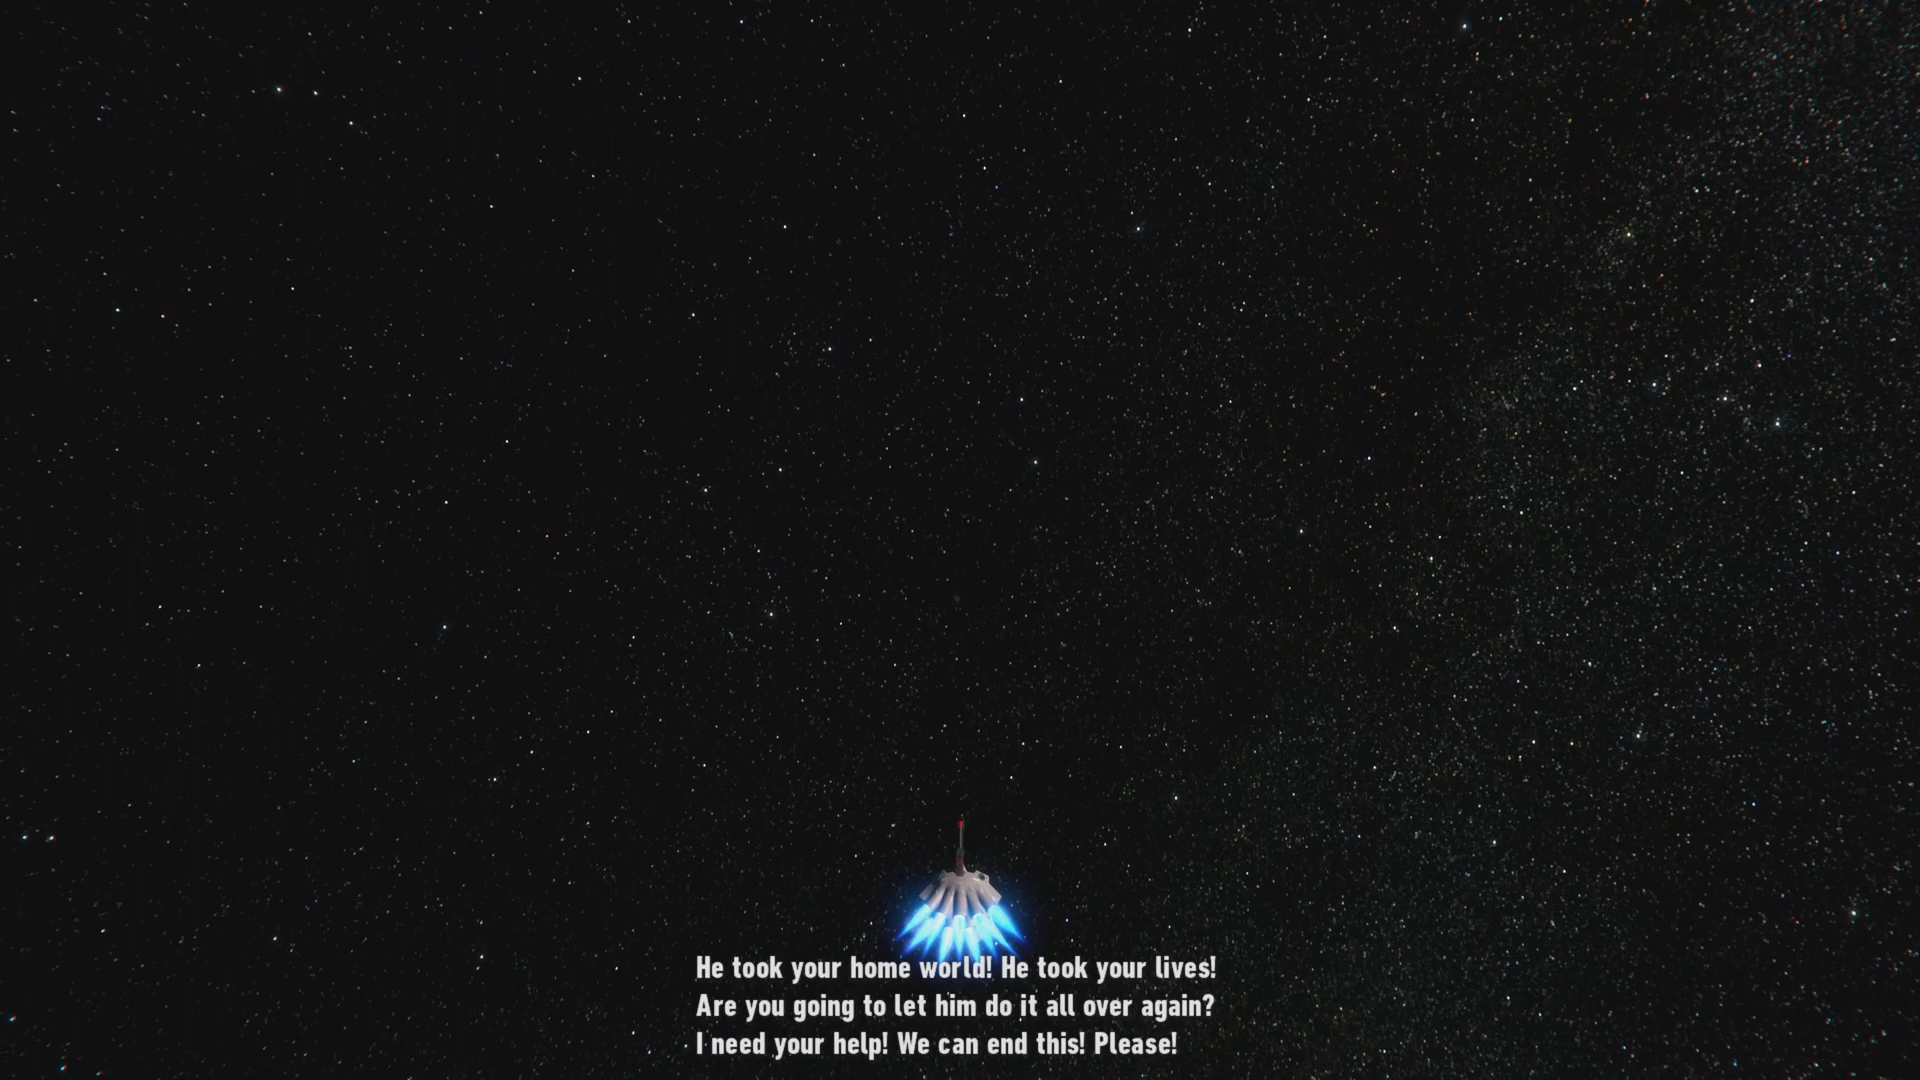 He took your home world! He took your lives!
Are you going to let him do it all over again?
I need your help! We can end this! Please!